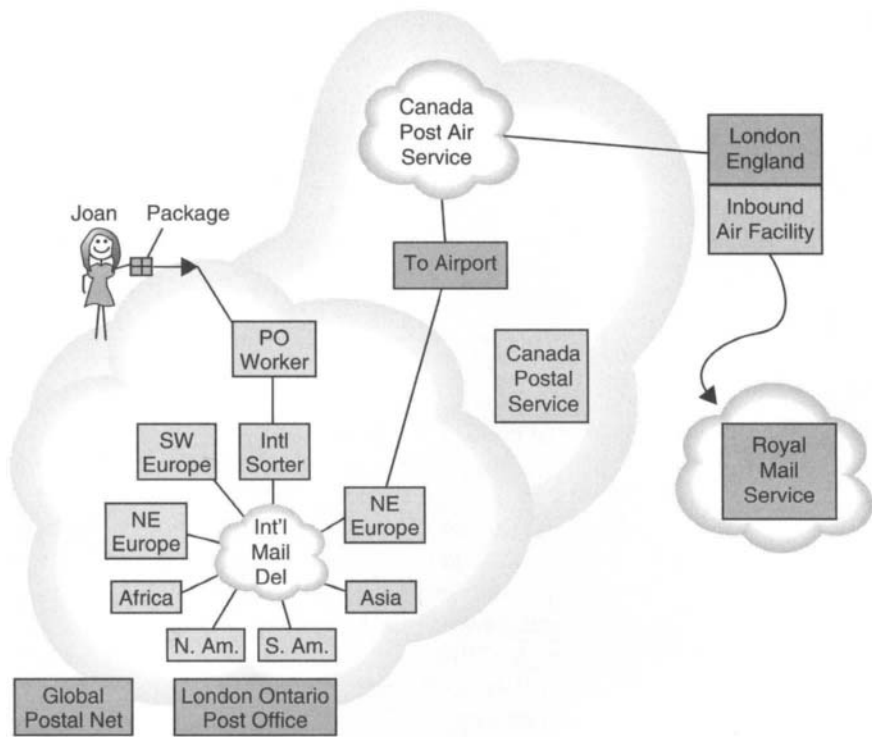 Canada
Post Air
Service
London
England
Inbound
Air Facility
Joan
Package
To Airport
PO
Worker
Canada
Postal
Service
SW
Europe
Intl
Sorter
NE
Europe
Royal
Mail
Service
NE
Europe
Int'l
Mail
Del
Africa
Asia
N. Am.
S. Am.
Global
Postal Net
London Ontario
Post Office